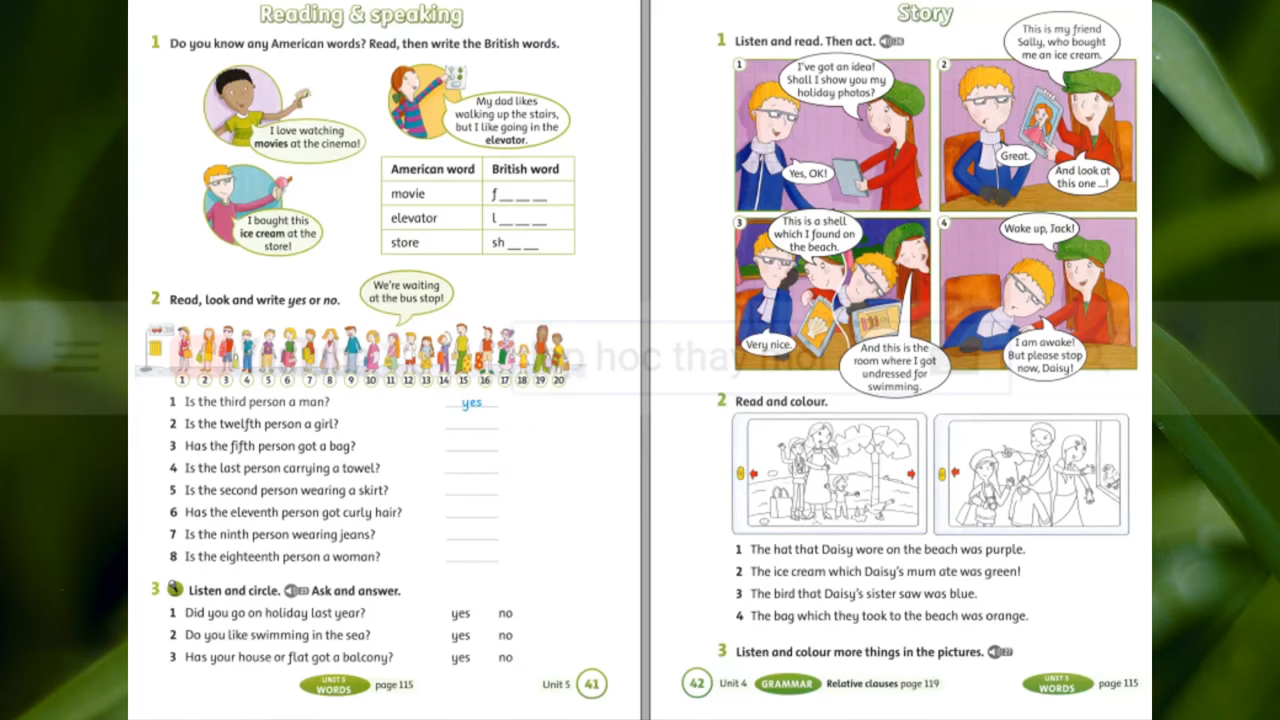 Reading & speaking
1 Do you know any American words? Read, then write the British words.
I love watching
movies at the cinema!
My dad likes
walking up the stairs,
but I like going in the
elevator.
I bought this
ice cream at the
store!
American word British word
movie f__ __ __
elevator l__ __ __
store sh __ __
2 Read, look and write yes or no.
We're waiting
at the bus stop!
1 2 3 4 5 6 7 8 9 10 11 12 13 14 15 16 17 18 19 20
1 Is the third person a man? yes
2 Is the twelfth person a girl?
3 Has the fifth person got a bag?
4 Is the last person carrying a towel?
5 Is the second person wearing a skirt?
6 Has the eleventh person got curly hair?
7 Is the ninth person wearing jeans?
8 Is the eighteenth person a woman?
3 Listen and circle. Ask and answer.
1 Did you go on holiday last year? yes no
2 Do you like swimming in the sea? yes no
3 Has your house or flat got a balcony? yes no
UNIT 5
WORDS page 115
Unit 5 41
Story
1 Listen and read. Then act.
1
I've got an idea!
Shall I show you my
holiday photos?
Yes, OK!
2
This is my friend
Sally, who bought
me an ice cream.
Great.
And look at
this one ...!
3
This is a shell
which I found on
the beach.
Very nice.
And this is the
room where I got
undressed for
swimming.
4
Wake up, Jack!
I am awake!
But please stop
now, Daisy!
2 Read and colour.
1 The hat that Daisy wore on the beach was purple.
2 The ice cream which Daisy's mum ate was green!
3 The bird that Daisy's sister saw was blue.
4 The bag which they took to the beach was orange.
3 Listen and colour more things in the pictures.
42 Unit 4 GRAMMAR Relative clauses page 119
UNIT 5
WORDS page 115
hoc thay